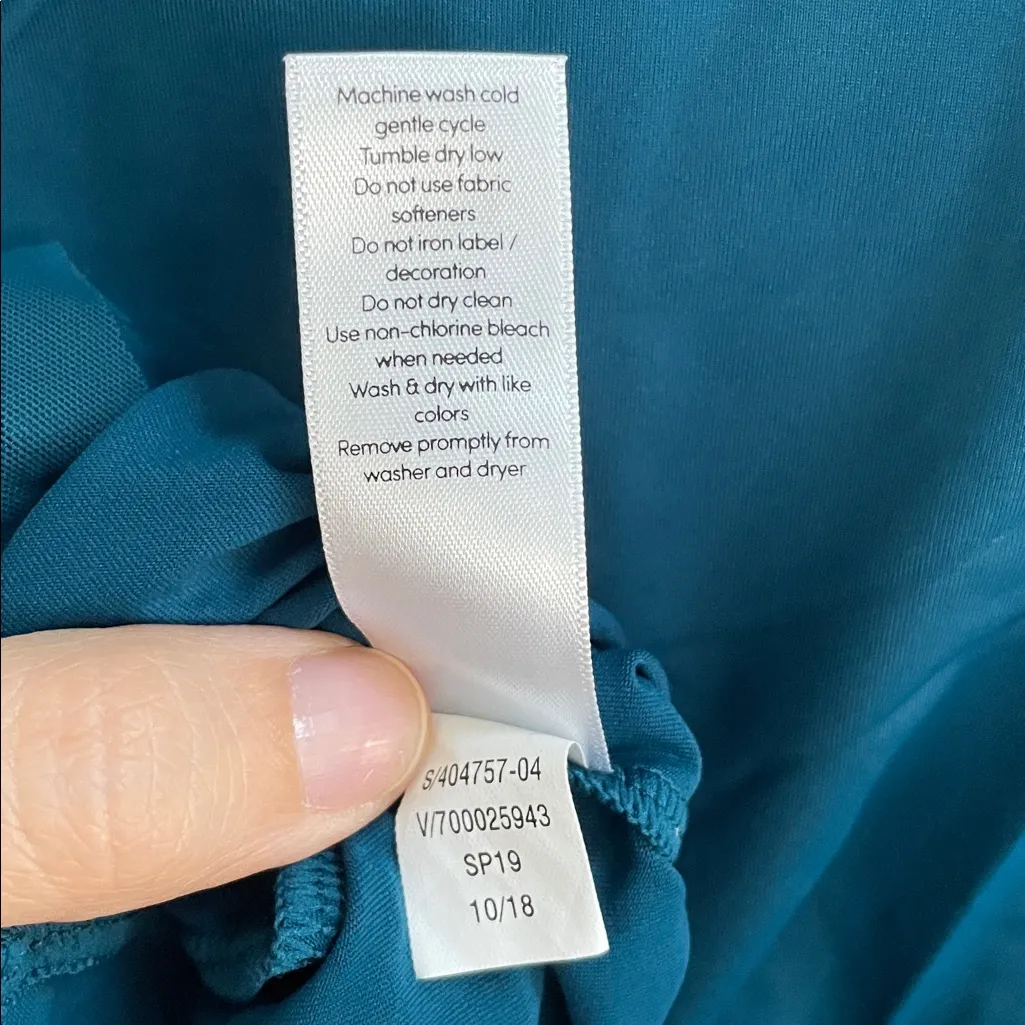 Machine wash cold
gentle cycle
Tumble dry low
Do not use fabric
softeners
Do not iron label /
decoration
Do not dry clean
Use non-chlorine bleach
when needed
Wash & dry with like
colors
Remove promptly from
washer and dryer
S/404757-04
V/700025943
SP19
10/18